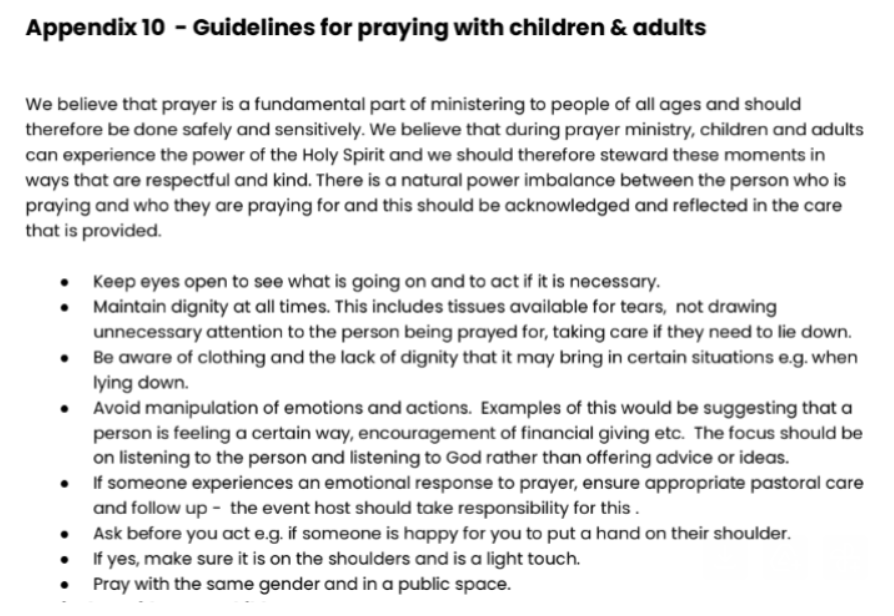 Appendix 10 - Guidelines for praying with children & adults
We believe that prayer is a fundamental part of ministering to people of all ages and should
therefore be done safely and sensitively. We believe that during prayer ministry, children and adults
can experience the power of the Holy Spirit and we should therefore steward these moments in
ways that are respectful and kind. There is a natural power imbalance between the person who is
praying and who they are praying for and this should be acknowledged and reflected in the care
that is provided.
• Keep eyes open to see what is going on and to act if it is necessary.
• Maintain dignity at all times. This includes tissues available for tears, not drawing
unnecessary attention to the person being prayed for, taking care if they need to lie down.
• Be aware of clothing and the lack of dignity that it may bring in certain situations e.g. when
lying down.
• Avoid manipulation of emotions and actions. Examples of this would be suggesting that a
person is feeling a certain way, encouragement of financial giving etc. The focus should be
on listening to the person and listening to God rather than offering advice or ideas.
• If someone experiences an emotional response to prayer, ensure appropriate pastoral care
and follow up - the event host should take responsibility for this .
• Ask before you act e.g. if someone is happy for you to put a hand on their shoulder.
• If yes, make sure it is on the shoulders and is a light touch.
• Pray with the same gender and in a public space.